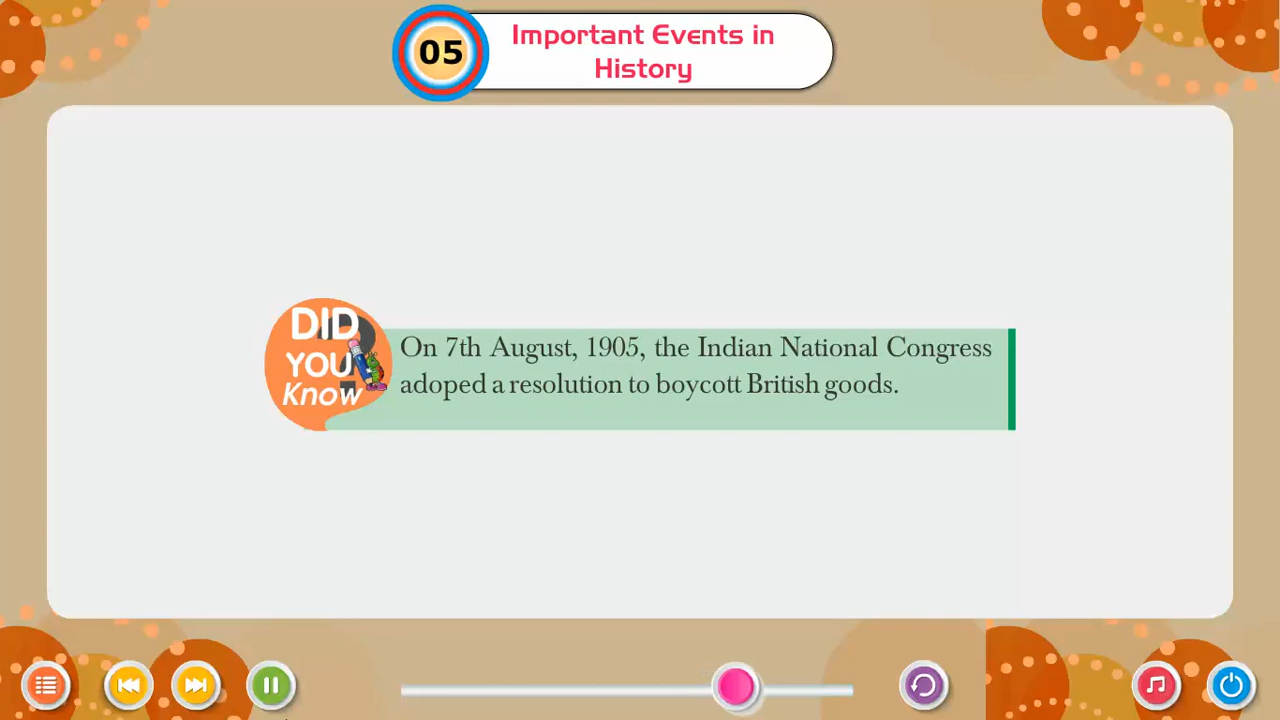 05
Important Events in
History
DID
YOU
Know
?
On 7th August, 1905, the Indian National Congress
adoped a resolution to boycott British goods.